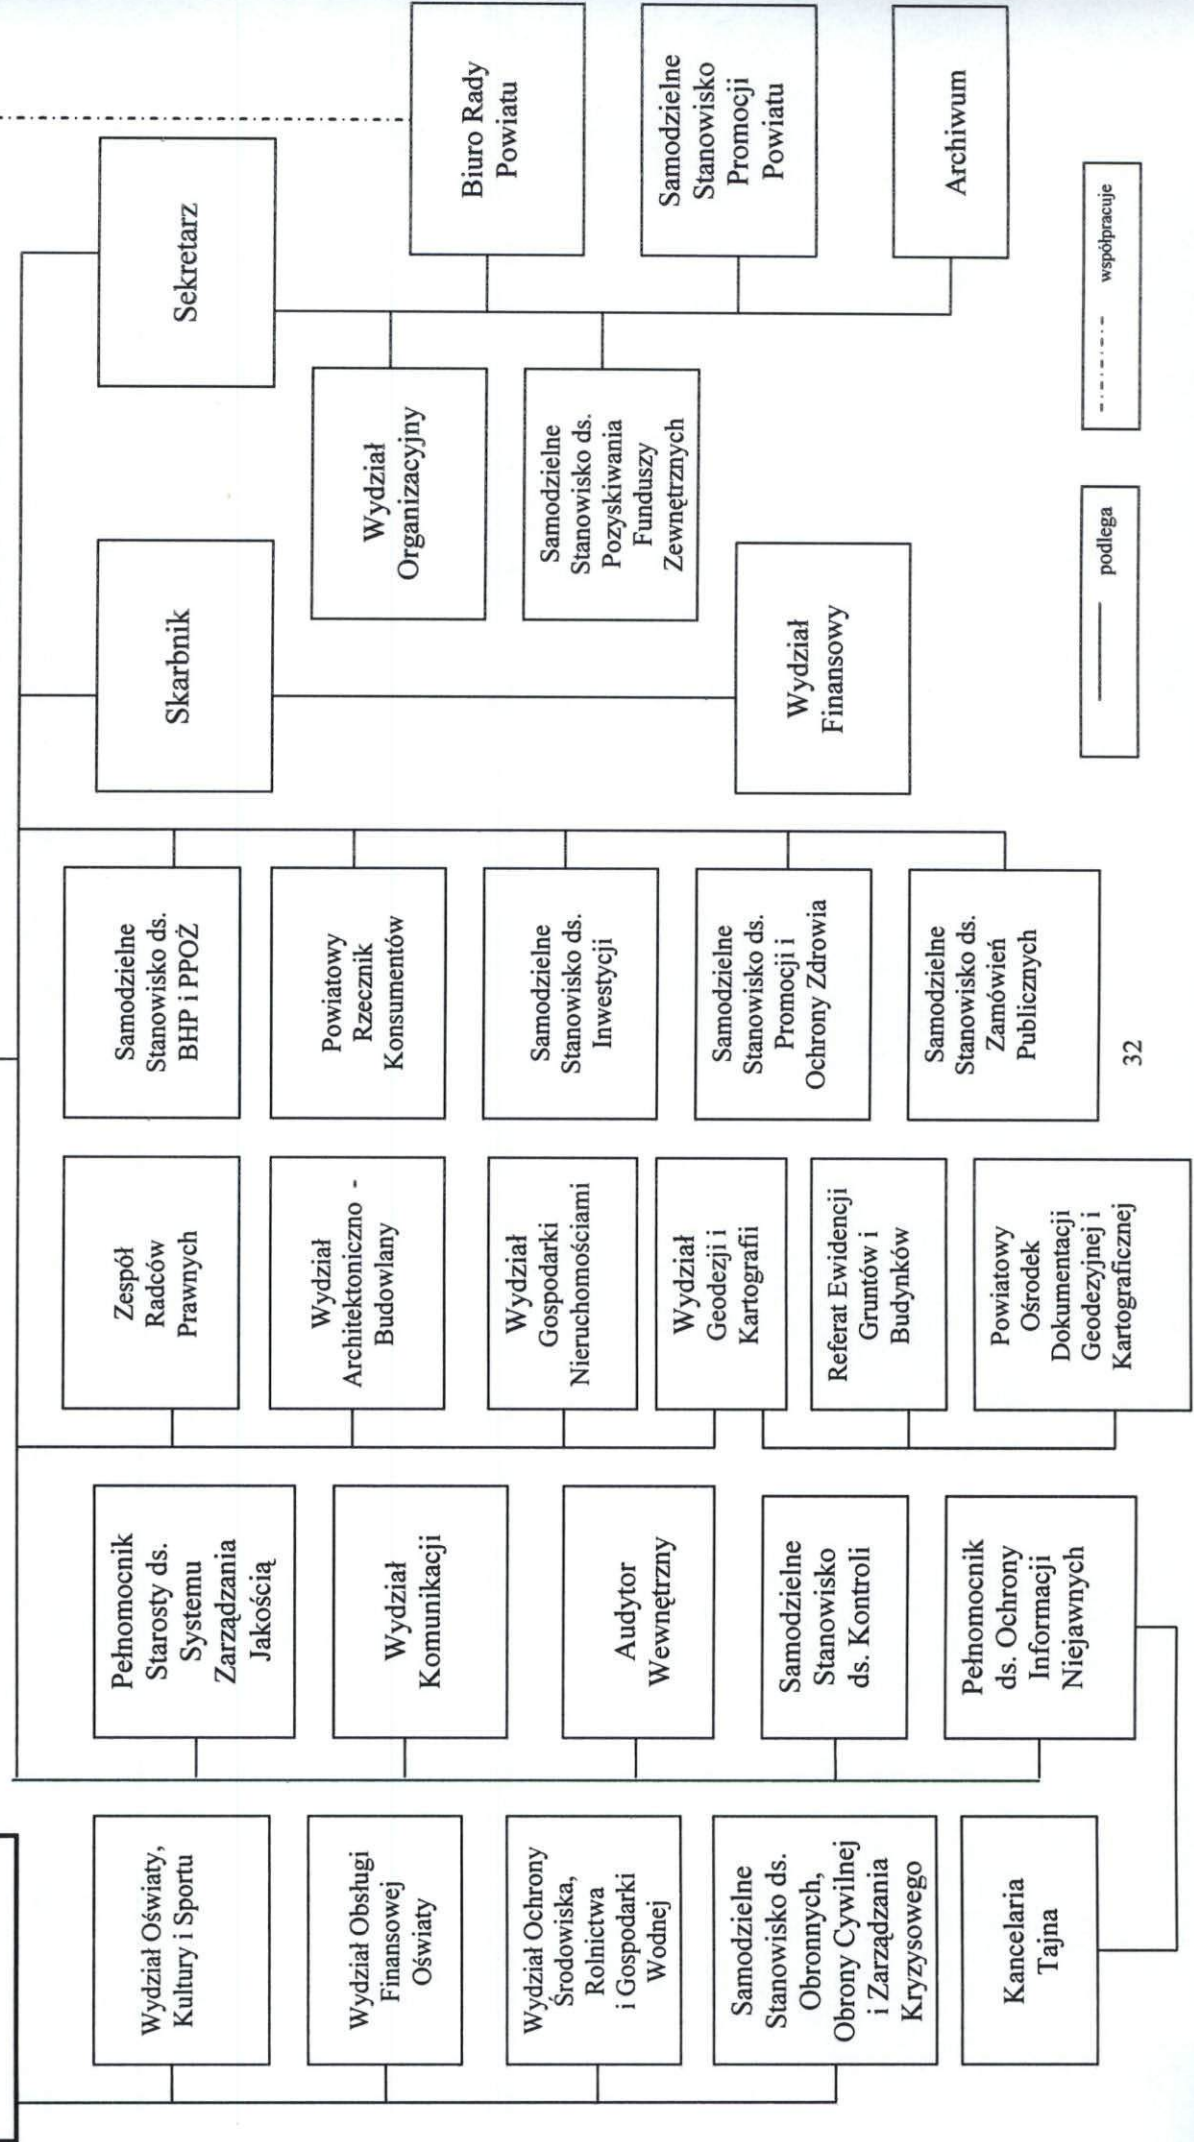 Wydział Oświaty,
Kultury i Sportu
Wydział Obsługi
Finansowej
Oświaty
Wydział Ochrony
Środowiska,
Rolnictwa
i Gospodarki
Wodnej
Samodzielne
Stanowisko ds.
Obronnych,
Obrony Cywilnej
i Zarządzania
Kryzysowego
Kancelaria
Tajna
Pełnomocnik
Starosty ds.
Systemu
Zarządzania
Jakością
Wydział
Komunikacji
Audytor
Wewnętrzny
Samodzielne
Stanowisko
ds. Kontroli
Pełnomocnik
ds. Ochrony
Informacji
Niejawnych
Zespół
Radców
Prawnych
Wydział
Architektoniczno -
Budowlany
Wydział
Gospodarki
Nieruchomościami
Wydział
Geodezji i
Kartografii
Referat Ewidencji
Gruntów i
Budynków
Powiatowy
Ośrodek
Dokumentacji
Geodezyjnej i
Kartograficznej
Samodzielne
Stanowisko ds.
BHP i PPOŻ
Powiatowy
Rzecznik
Konsumentów
Samodzielne
Stanowisko ds.
Inwestycji
Samodzielne
Stanowisko ds.
Promocji i
Ochrony Zdrowia
Samodzielne
Stanowisko ds.
Zamówień
Publicznych
Skarbnik
Wydział
Finansowy
Sekretarz
Wydział
Organizacyjny
Samodzielne
Stanowisko ds.
Pozyskiwania
Funduszy
Zewnętrznych
Biuro Rady
Powiatu
Samodzielne
Stanowisko
Promocji
Powiatu
Archiwum
podlega
współpracuje
32